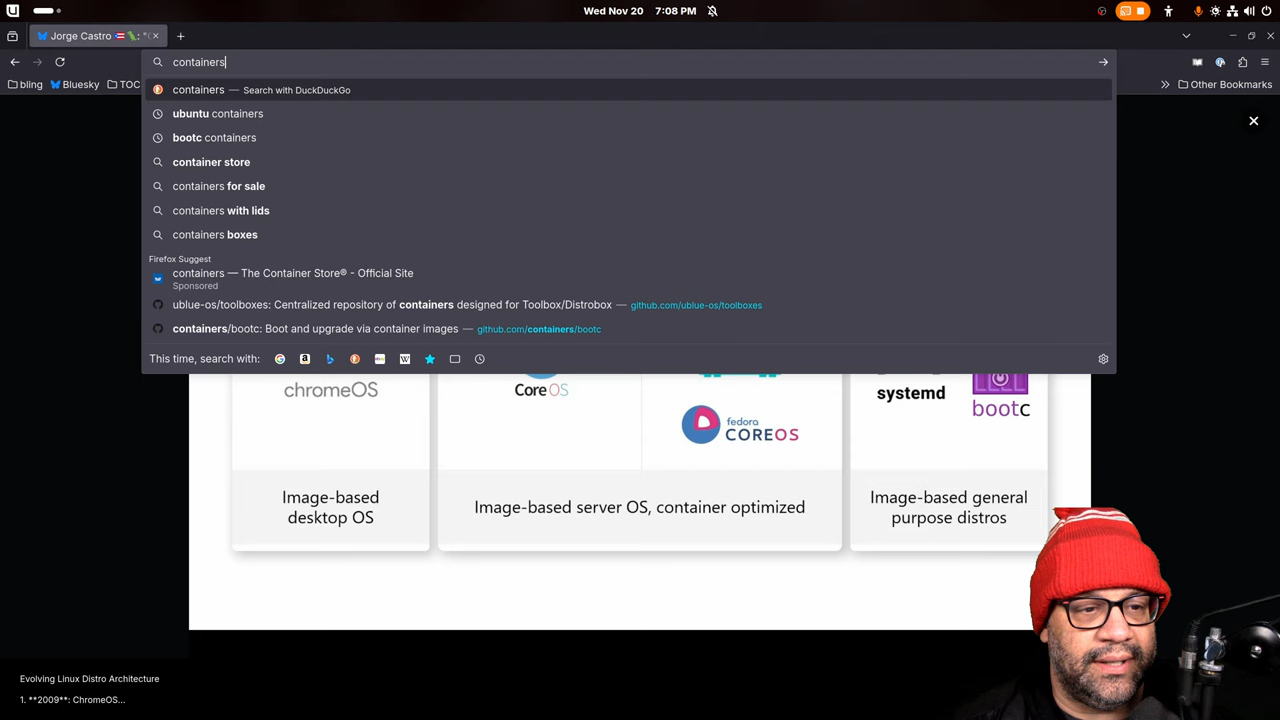 Wed Nov 20 7:08 PM
Jorge Castro 🇵🇷🦎: "(
containers
bling Bluesky TOC Other Bookmarks
containers — Search with DuckDuckGo
ubuntu containers
bootc containers
container store
containers for sale
containers with lids
containers boxes
Firefox Suggest
containers — The Container Store® - Official Site
Sponsored
ublue-os/toolboxes: Centralized repository of containers designed for Toolbox/Distrobox — github.com/ublue-os/toolboxes
containers/bootc: Boot and upgrade via container images — github.com/containers/bootc
This time, search with:
chromeOS
Core OS
fedora
COREOS
systemd
bootc
Image-based
desktop OS
Image-based server OS, container optimized
Image-based general
purpose distros
Evolving Linux Distro Architecture
1. **2009**: ChromeOS...